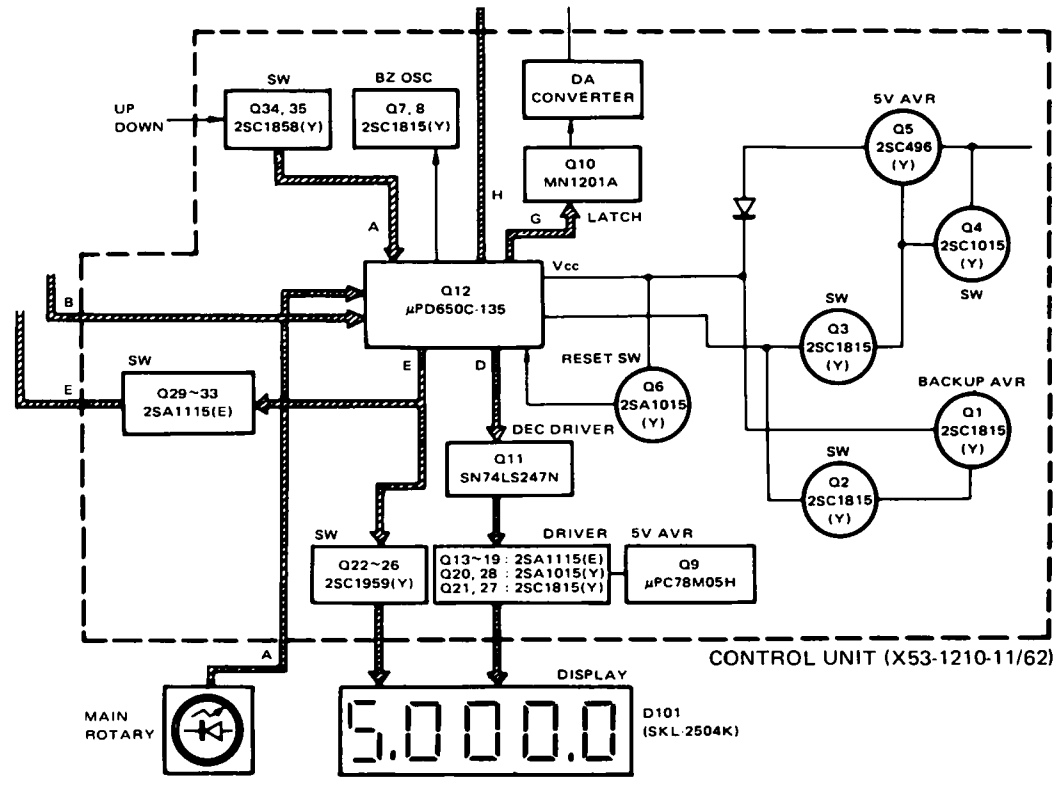 SW
Q34, 35
2SC1858(Y)
UP
DOWN
BZ OSC
Q7, 8
2SC1815(Y)
DA
CONVERTER
Q10
MN1201A
LATCH
5V AVR
Q5
2SC496
(Y)
Q4
2SC1015
(Y)
SW
A
H
G
Q12
μPD650C-135
Vcc
B
SW
Q3
2SC1815
(Y)
E
D
RESET SW
Q6
2SA1015
(Y)
E
SW
Q29~33
2SA1115(E)
BACKUP AVR
Q1
2SC1815
(Y)
DEC DRIVER
Q11
SN74LS247N
SW
Q2
2SC1815
(Y)
SW
Q22~26
2SC1959(Y)
DRIVER
Q13~19 : 2SA1115(E)
Q20, 28 : 2SA1015(Y)
Q21, 27 : 2SC1815(Y)
5V AVR
Q9
μPC78M05H
A
CONTROL UNIT (X53-1210-11/62)
MAIN
ROTARY
DISPLAY
5.000.0
D101
(SKL-2504K)